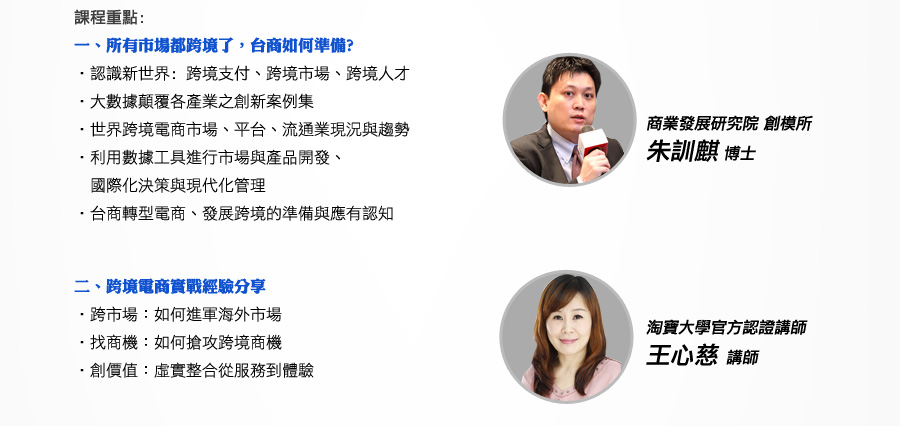 課程重點:
一、所有市場都跨境了，台商如何準備?
・認識新世界: 跨境支付、跨境市場、跨境人才
・大數據顛覆各產業之創新案例集
・世界跨境電商市場、平台、流通業現況與趨勢
・利用數據工具進行市場與產品開發、
國際化決策與現代化管理
・台商轉型電商、發展跨境的準備與應有認知
商業發展研究院 創模所
朱訓麒 博士
二、跨境電商實戰經驗分享
・跨市場：如何進軍海外市場
・找商機：如何搶攻跨境商機
・創價值：虛實整合從服務到體驗
淘寶大學官方認證講師
王心慈 講師